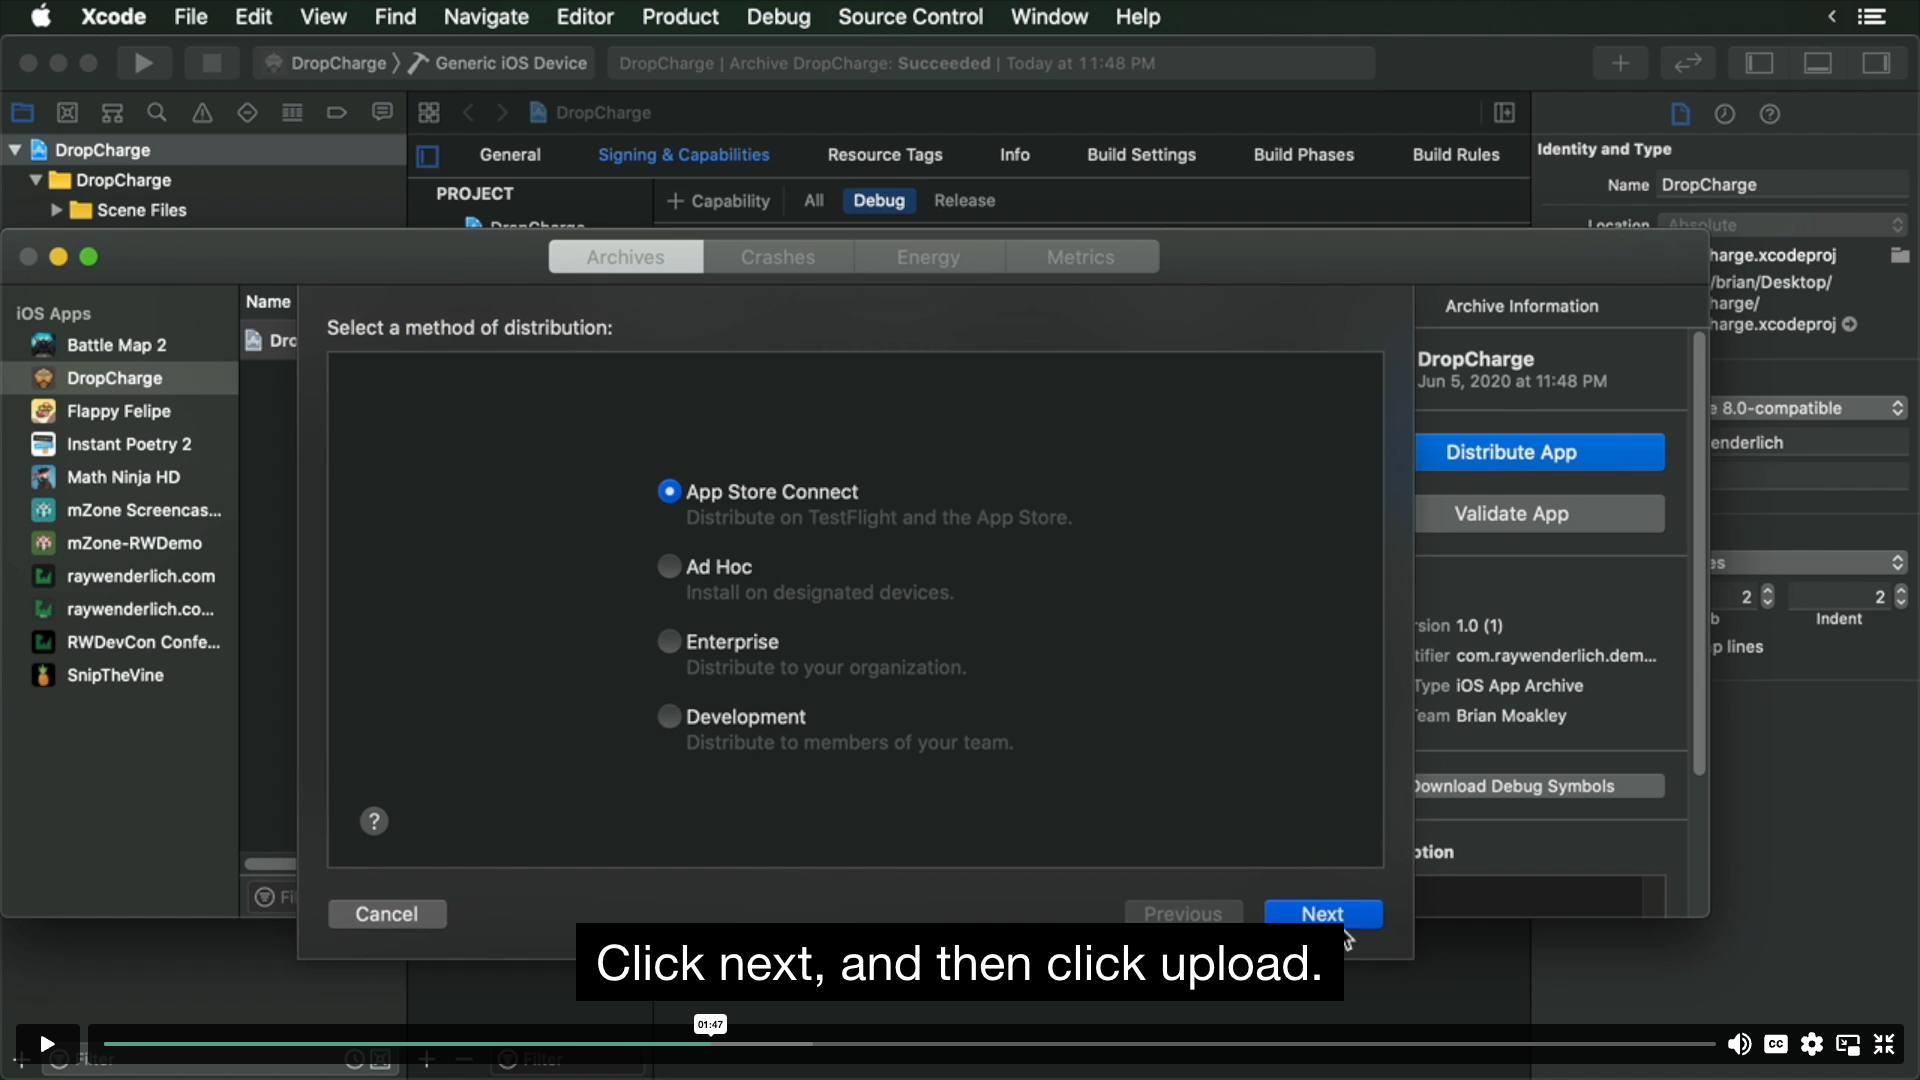 Xcode File Edit View Find Navigate Editor Product Debug Source Control Window Help
DropCharge Generic iOS Device DropCharge | Archive DropCharge: Succeeded | Today at 11:48 PM
DropCharge
DropCharge
DropCharge
Scene Files
General Signing & Capabilities Resource Tags Info Build Settings Build Phases Build Rules
PROJECT
DropCharge
+ Capability All Debug Release
Identity and Type
Name DropCharge
Location Absolute
harge.xcodeproj
/brian/Desktop/
harge/
harge.xcodeproj
8.0-compatible
enderlich
es
2 2
b Indent
p lines
Archives Crashes Energy Metrics
iOS Apps
Battle Map 2
DropCharge
Flappy Felipe
Instant Poetry 2
Math Ninja HD
mZone Screencas...
mZone-RWDemo
raywenderlich.com
raywenderlich.co...
RWDevCon Confe...
SnipTheVine
Name
Dro
Select a method of distribution:
App Store Connect
Distribute on TestFlight and the App Store.
Ad Hoc
Install on designated devices.
Enterprise
Distribute to your organization.
Development
Distribute to members of your team.
?
Cancel Previous Next
Archive Information
DropCharge
Jun 5, 2020 at 11:48 PM
Distribute App
Validate App
rsion 1.0 (1)
tifier com.raywenderlich.dem...
Type iOS App Archive
Team Brian Moakley
Download Debug Symbols
ption
Click next, and then click upload.
01:47
Filter
Filter
CC